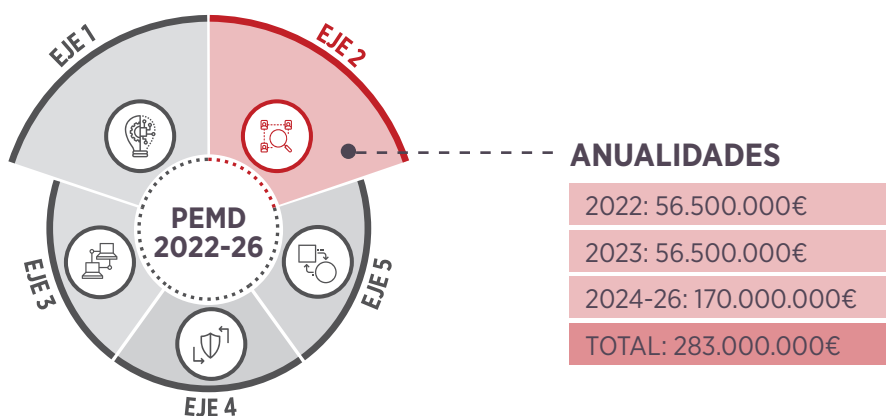 EJE 1
EJE 2
PEMD
2022-26
EJE 3
EJE 5
EJE 4
ANUALIDADES
2022: 56.500.000€
2023: 56.500.000€
2024-26: 170.000.000€
TOTAL: 283.000.000€